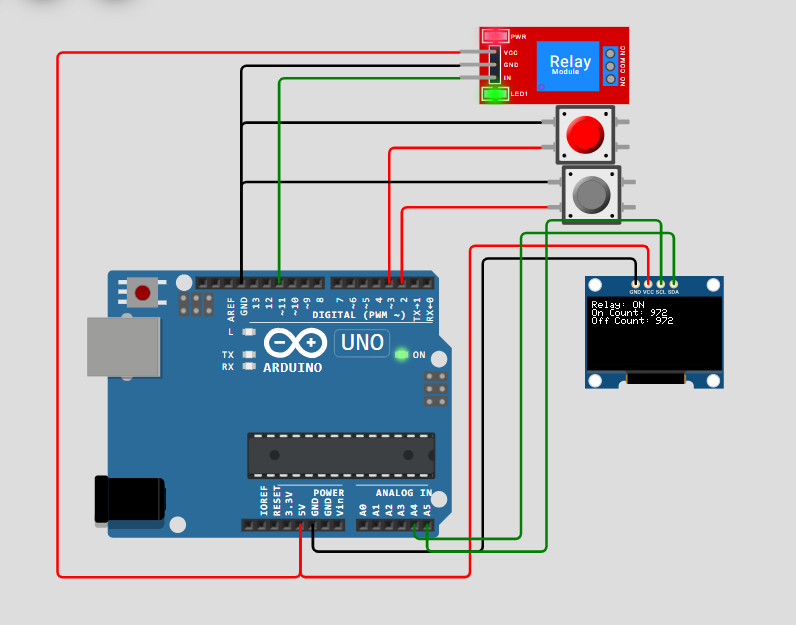 PWR
VCC
GND
IN
LED1
Relay
Module
NC
COM
NO
AREF
GND
13
12
~11
~10
~9
8
7
~6
~5
4
~3
2
TX→1
RX←0
DIGITAL (PWM ~)
L
TX
RX
UNO
ON
ARDUINO
GND VCC SCL SDA
Relay: ON
On Count: 972
Off Count: 972
IOREF
RESET
3.3V
5V
GND
GND
Vin
POWER
ANALOG IN
A0
A1
A2
A3
A4
A5